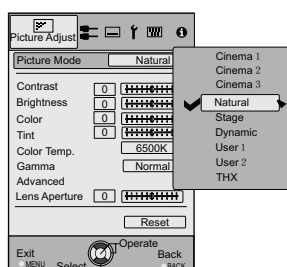 Picture Adjust
Picture Mode Natural
Contrast 0
Brightness 0
Color 0
Tint 0
Color Temp. 6500K
Gamma Normal
Advanced
Lens Aperture 0
Reset
Exit
MENU
Select
Operate
Back
BACK
Cinema 1
Cinema 2
Cinema 3
Natural
Stage
Dynamic
User 1
User 2
THX